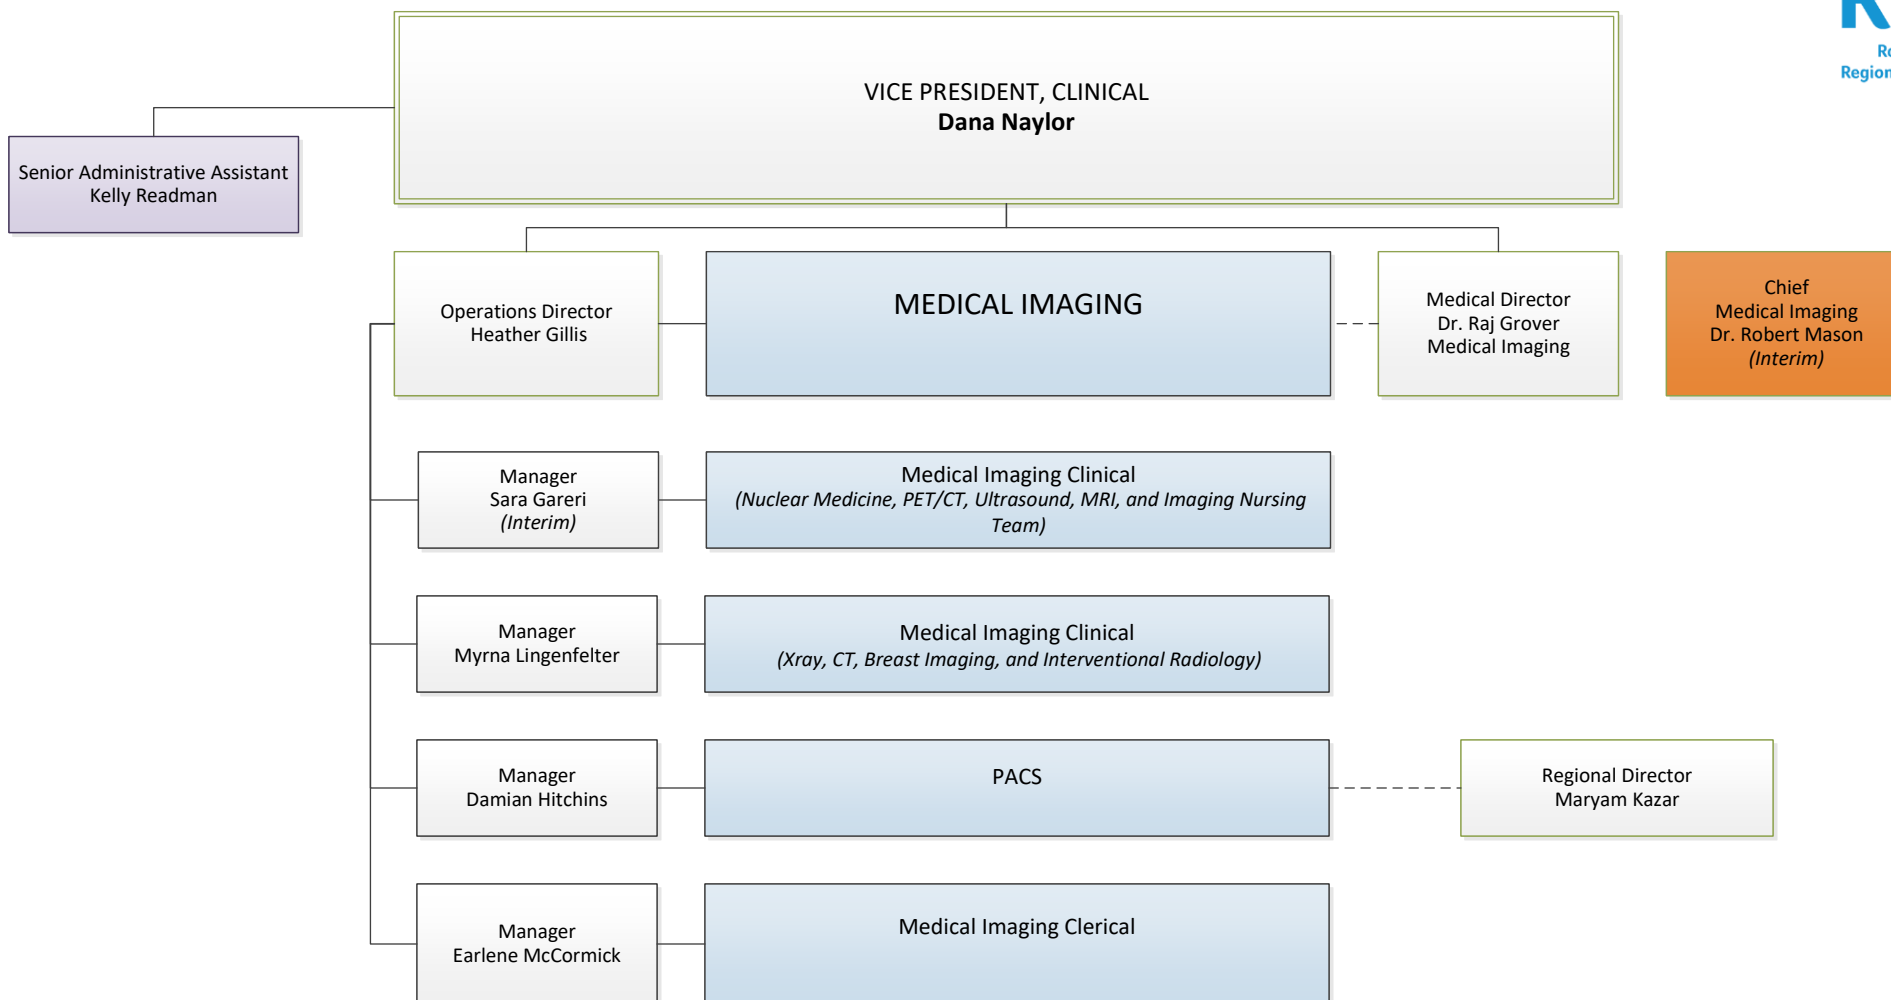 VICE PRESIDENT, CLINICAL
Dana Naylor
Senior Administrative Assistant
Kelly Readman
Operations Director
Heather Gillis
MEDICAL IMAGING
Medical Director
Dr. Raj Grover
Medical Imaging
Chief
Medical Imaging
Dr. Robert Mason
(Interim)
Manager
Sara Gareri
(Interim)
Medical Imaging Clinical
(Nuclear Medicine, PET/CT, Ultrasound, MRI, and Imaging Nursing
Team)
Manager
Myrna Lingenfelter
Medical Imaging Clinical
(Xray, CT, Breast Imaging, and Interventional Radiology)
Manager
Damian Hitchins
PACS
Regional Director
Maryam Kazar
Manager
Earlene McCormick
Medical Imaging Clerical